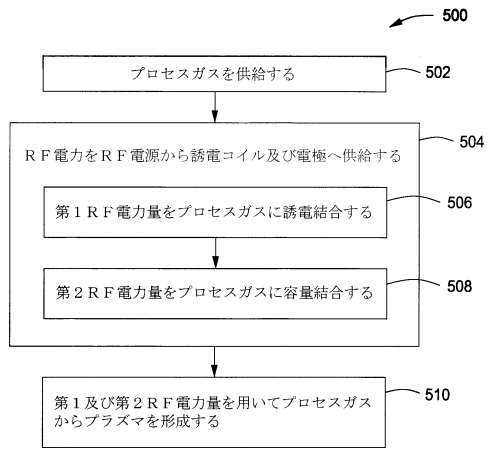 500
プロセスガスを供給する
502
ＲＦ電力をＲＦ電源から誘電コイル及び電極へ供給する
504
第１ＲＦ電力量をプロセスガスに誘電結合する
506
第２ＲＦ電力量をプロセスガスに容量結合する
508
第１及び第２ＲＦ電力量を用いてプロセスガス
からプラズマを形成する
510